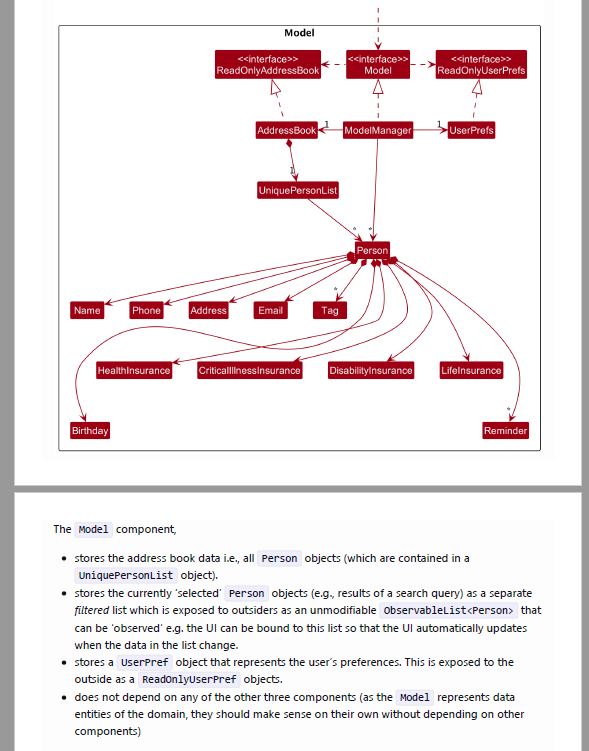 Model
<<interface>> <<interface>> <<interface>>
ReadOnlyAddressBook Model ReadOnlyUserPrefs
AddressBook 1 ModelManager 1 UserPrefs
1
UniquePersonList
* *
Person
*
Name Phone Address Email Tag
HealthInsurance CriticalIllnessInsurance DisabilityInsurance LifeInsurance
*
Birthday Reminder
The Model component,
• stores the address book data i.e., all Person objects (which are contained in a
UniquePersonList object).
• stores the currently ‘selected’ Person objects (e.g., results of a search query) as a separate
filtered list which is exposed to outsiders as an unmodifiable ObservableList<Person> that
can be ‘observed’ e.g. the UI can be bound to this list so that the UI automatically updates
when the data in the list change.
• stores a UserPref object that represents the user’s preferences. This is exposed to the
outside as a ReadOnlyUserPref objects.
• does not depend on any of the other three components (as the Model represents data
entities of the domain, they should make sense on their own without depending on other
components)